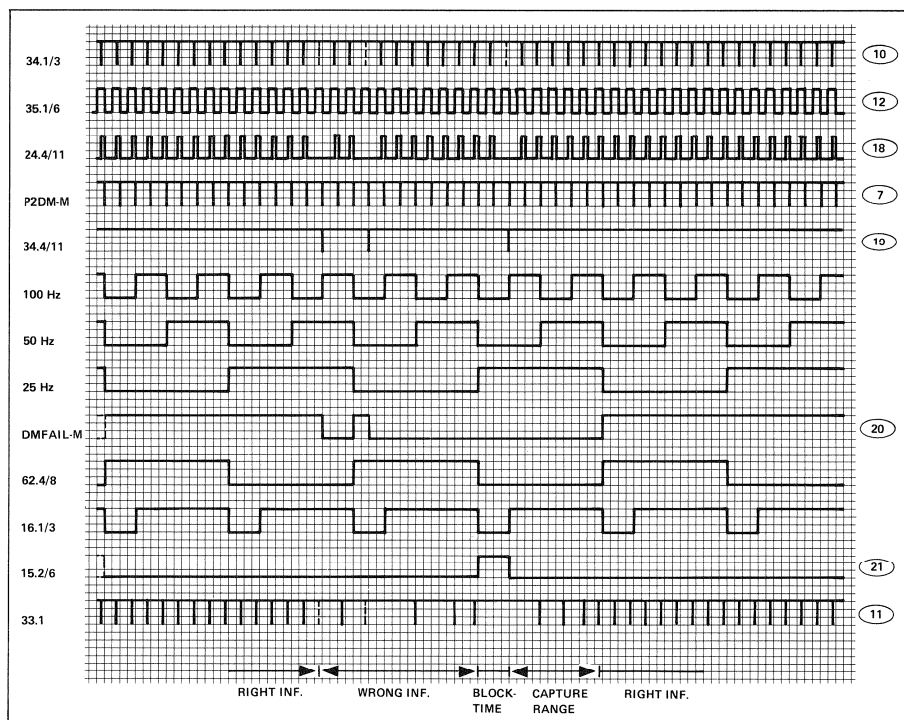 34.1/3 10
35.1/6 12
24.4/11 18
P2DM-M 7
34.4/11 19
100 Hz
50 Hz
25 Hz
DMFAIL-M 20
62.4/8
16.1/3
15.2/6 21
33.1 11
RIGHT INF. WRONG INF. BLOCK- CAPTURE RIGHT INF.
TIME RANGE